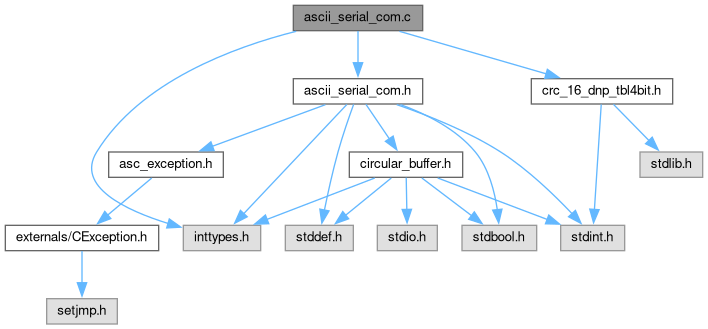 ascii_serial_com.c
ascii_serial_com.h
crc_16_dnp_tbl4bit.h
asc_exception.h
circular_buffer.h
stdlib.h
externals/CException.h
inttypes.h
stddef.h
stdio.h
stdbool.h
stdint.h
setjmp.h